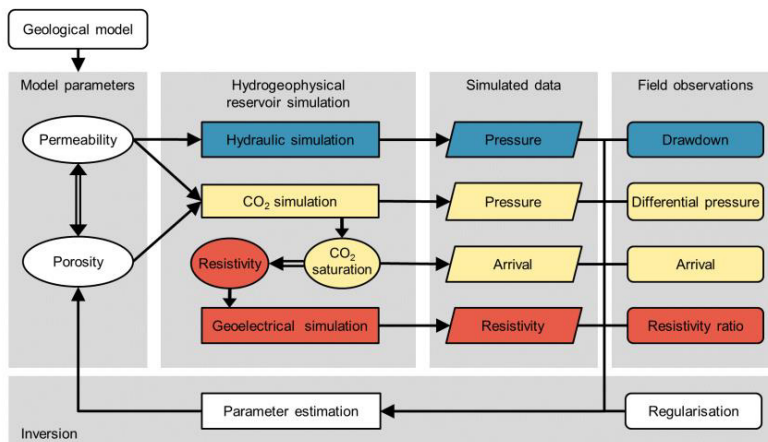 Geological model
Model parameters
Hydrogeophysical
reservoir simulation
Simulated data
Field observations
Permeability
Hydraulic simulation
Pressure
Drawdown
CO₂ simulation
Pressure
Differential pressure
Porosity
Resistivity
CO₂
saturation
Arrival
Arrival
Geoelectrical simulation
Resistivity
Resistivity ratio
Parameter estimation
Regularisation
Inversion